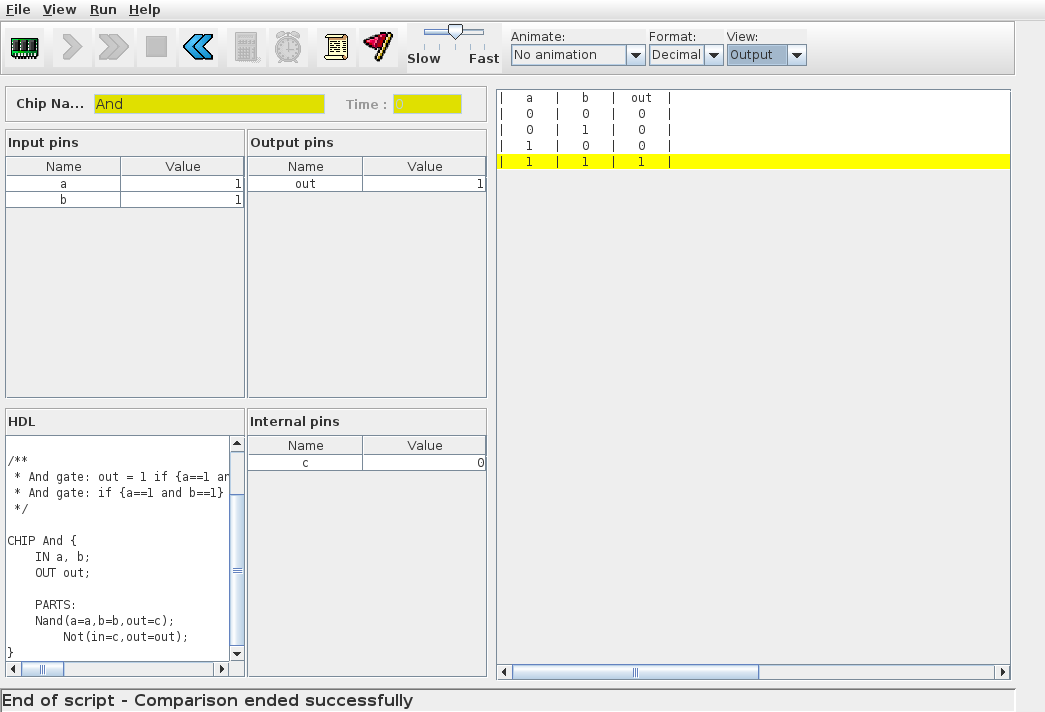 File View Run Help
Slow Fast
Animate: Format: View:
No animation Decimal Output
Chip Na... And Time : 0
Input pins
Name Value
a 1
b 1
Output pins
Name Value
out 1
| a | b | out |
| 0 | 0 | 0 |
| 0 | 1 | 0 |
| 1 | 0 | 0 |
| 1 | 1 | 1 |
HDL
/**
* And gate: out = 1 if {a==1 an
* And gate: if {a==1 and b==1}
*/
CHIP And {
IN a, b;
OUT out;
PARTS:
Nand(a=a,b=b,out=c);
Not(in=c,out=out);
}
Internal pins
Name Value
c 0
End of script - Comparison ended successfully